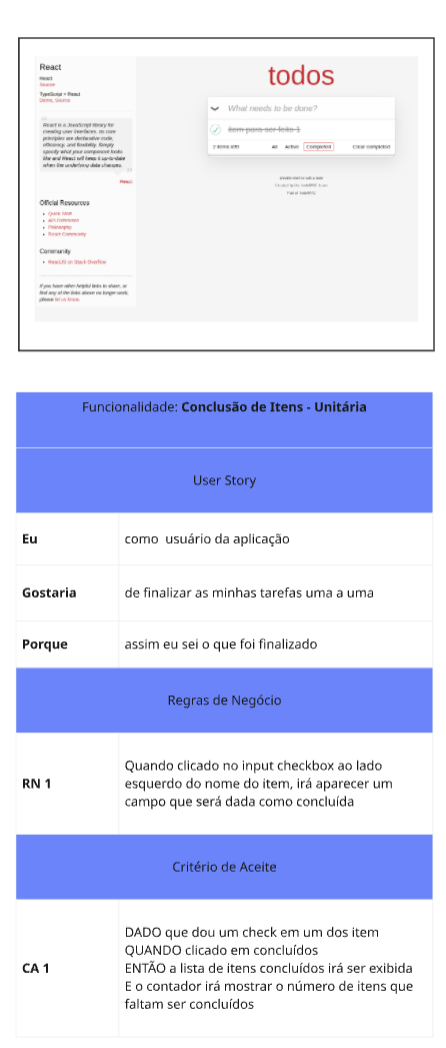 React
React
Source
TypeScript + React
Demo, Source
React is a JavaScript library for
creating user interfaces. Its core
principles are declarative code,
efficiency, and flexibility. Simply
specify what your component looks
like and React will keep it up-to-date
when the underlying data changes.
React
Official Resources
Quick Start
API Reference
Philosophy
React Community
Community
ReactJS on Stack Overflow
If you have other helpful links to share, or
find any of the links above no longer work,
please let us know.
todos
What needs to be done?
item para ser feito 1
2 items left
All Active Completed
Clear completed
Created by the TodoMVC Team
Part of TodoMVC
Funcionalidade: Conclusão de Itens - Unitária
User Story
Eu
como usuário da aplicação
Gostaria
de finalizar as minhas tarefas uma a uma
Porque
assim eu sei o que foi finalizado
Regras de Negócio
RN 1
Quando clicado no input checkbox ao lado
esquerdo do nome do item, irá aparecer um
campo que será dada como concluída
Critério de Aceite
CA 1
DADO que dou um check em um dos item
QUANDO clicado em concluídos
ENTÃO a lista de itens concluídos irá ser exibida
E o contador irá mostrar o número de itens que
faltam ser concluídos